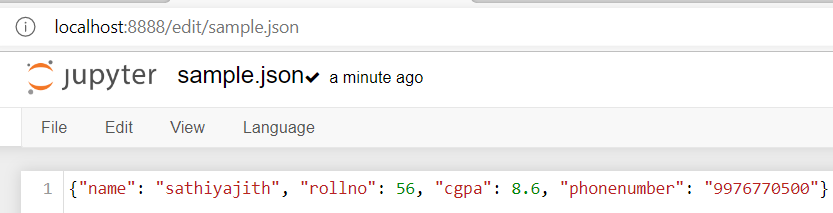 localhost:8888/edit/sample.json
jupyter sample.json✔ a minute ago
File Edit View Language
1 {"name": "sathiyajith", "rollno": 56, "cgpa": 8.6, "phonenumber": "9976770500"}